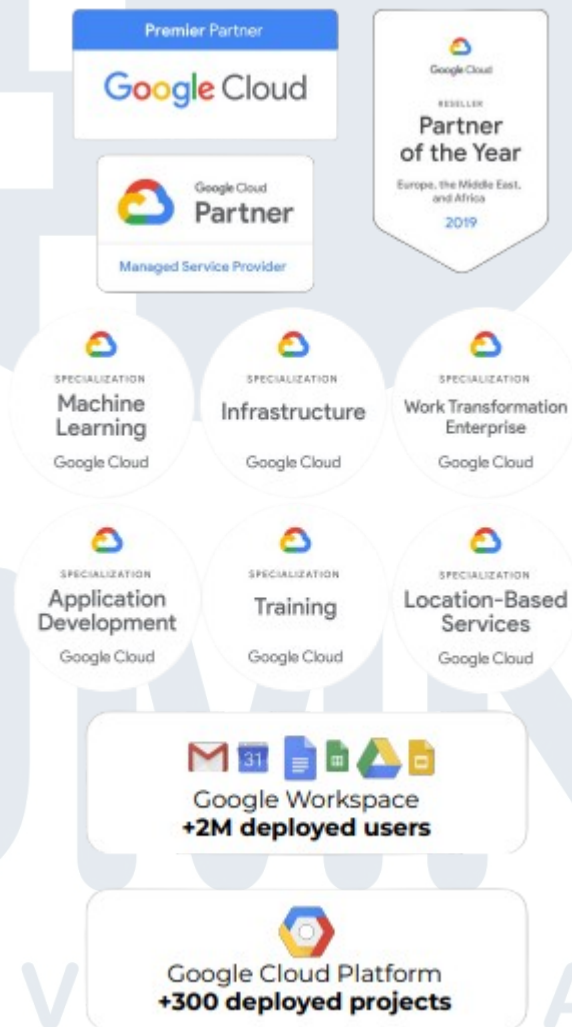 Premier Partner
Google Cloud
Google Cloud
RESELLER
Partner
of the Year
Europe, the Middle East,
and Africa
2019
Google Cloud
Partner
Managed Service Provider
SPECIALIZATION
Machine
Learning
Google Cloud
SPECIALIZATION
Infrastructure
Google Cloud
SPECIALIZATION
Work Transformation
Enterprise
Google Cloud
SPECIALIZATION
Application
Development
Google Cloud
SPECIALIZATION
Training
Google Cloud
SPECIALIZATION
Location-Based
Services
Google Cloud
31
Google Workspace
+2M deployed users
Google Cloud Platform
+300 deployed projects